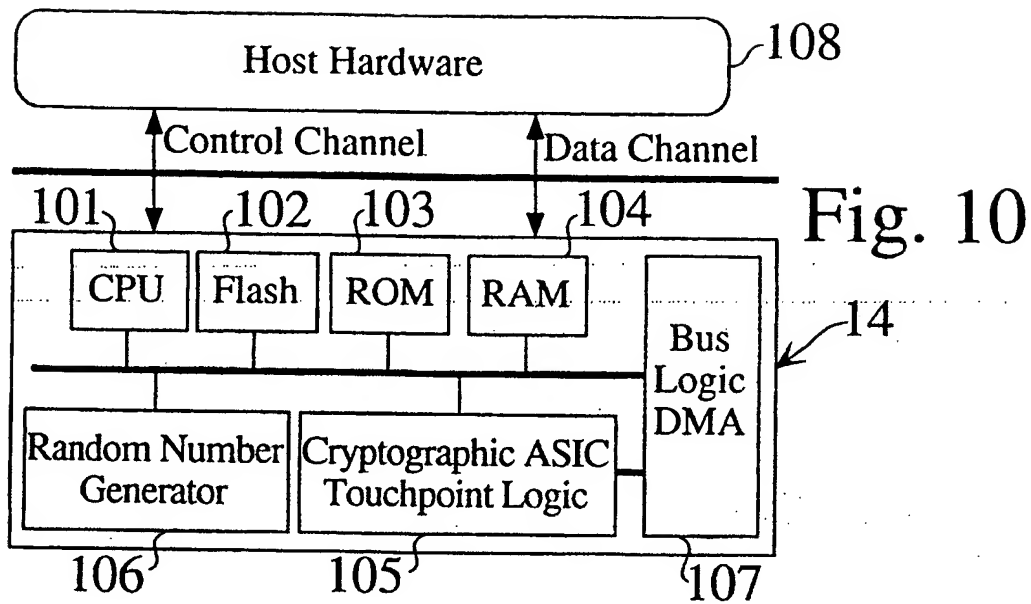 Host Hardware
108
Control Channel
Data Channel
101
102
103
104
Fig. 10
CPU
Flash
ROM
RAM
Bus
Logic
DMA
14
Random Number
Generator
Cryptographic ASIC
Touchpoint Logic
106
105
107